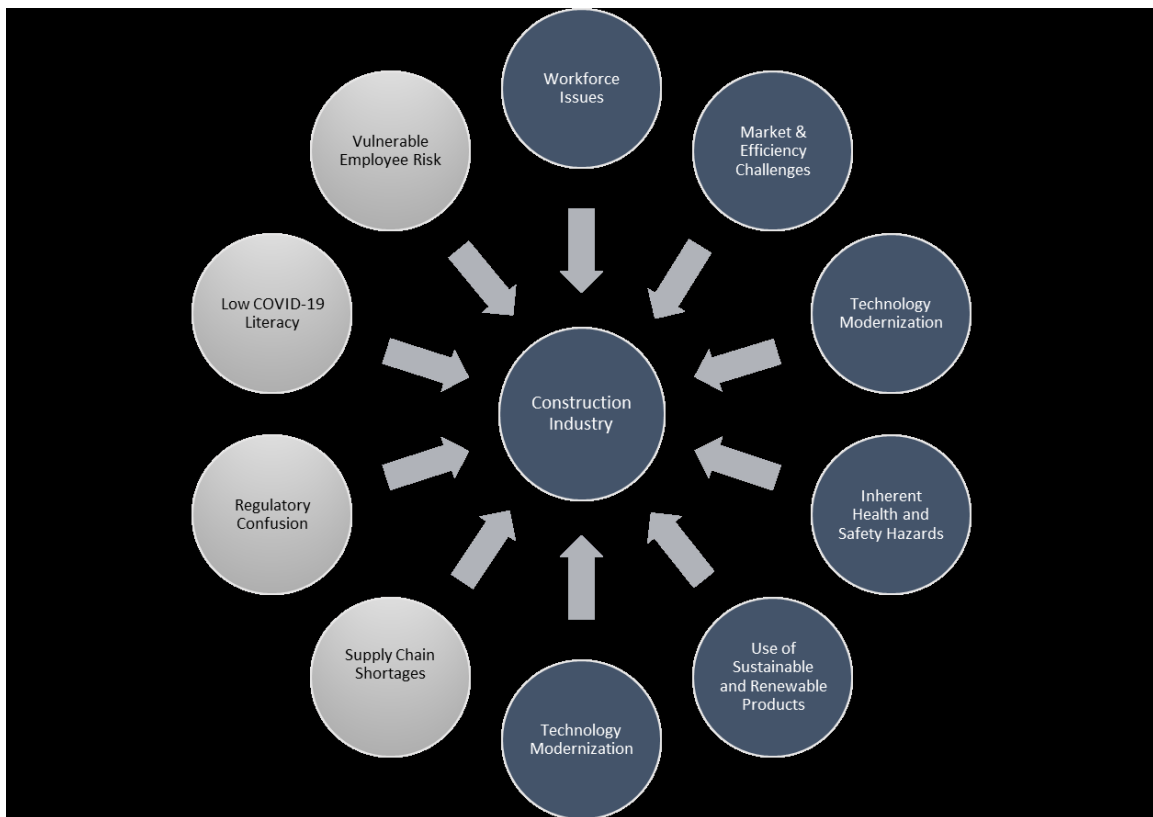 Workforce
Issues
Market &
Efficiency
Challenges
Technology
Modernization
Inherent
Health and
Safety Hazards
Use of
Sustainable
and Renewable
Products
Technology
Modernization
Supply Chain
Shortages
Regulatory
Confusion
Low COVID-19
Literacy
Vulnerable
Employee Risk
Construction
Industry